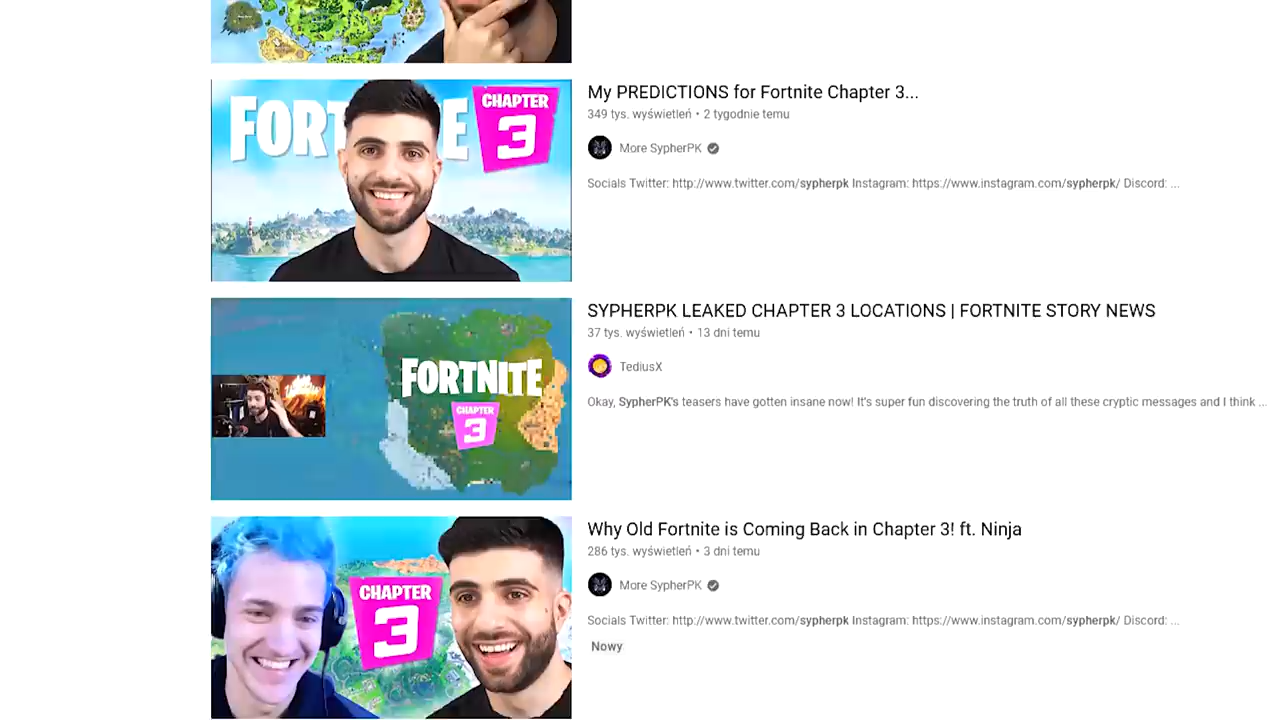 FORT E
CHAPTER
3
My PREDICTIONS for Fortnite Chapter 3...
349 tys. wyświetleń • 2 tygodnie temu
More SypherPK
Socials Twitter: http://www.twitter.com/sypherpk Instagram: https://www.instagram.com/sypherpk/ Discord: ...
FORTNITE
CHAPTER
3
SYPHERPK LEAKED CHAPTER 3 LOCATIONS | FORTNITE STORY NEWS
37 tys. wyświetleń • 13 dni temu
TediusX
Okay, SypherPK's teasers have gotten insane now! It's super fun discovering the truth of all these cryptic messages and I think ...
CHAPTER
3
Why Old Fortnite is Coming Back in Chapter 3! ft. Ninja
286 tys. wyświetleń • 3 dni temu
More SypherPK
Socials Twitter: http://www.twitter.com/sypherpk Instagram: https://www.instagram.com/sypherpk/ Discord: ...
Nowy